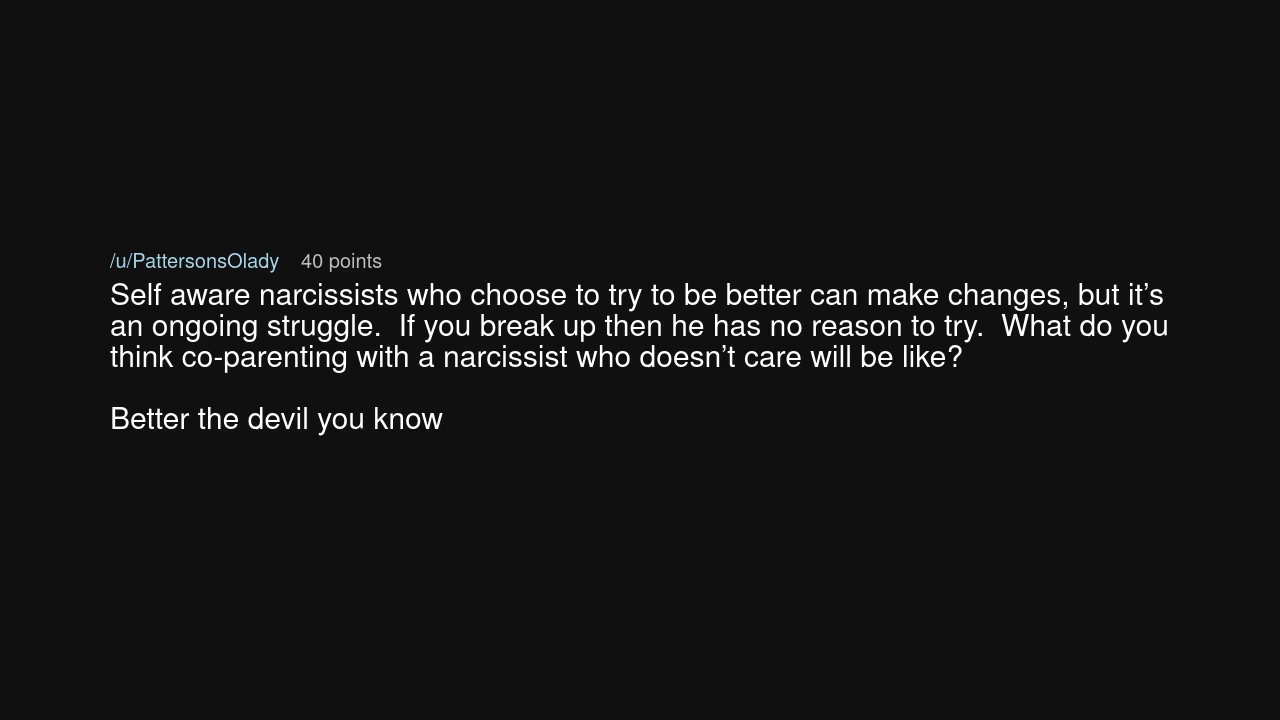 /u/PattersonsOlady 40 points
Self aware narcissists who choose to try to be better can make changes, but it’s
an ongoing struggle.  If you break up then he has no reason to try.  What do you
think co-parenting with a narcissist who doesn’t care will be like?
Better the devil you know